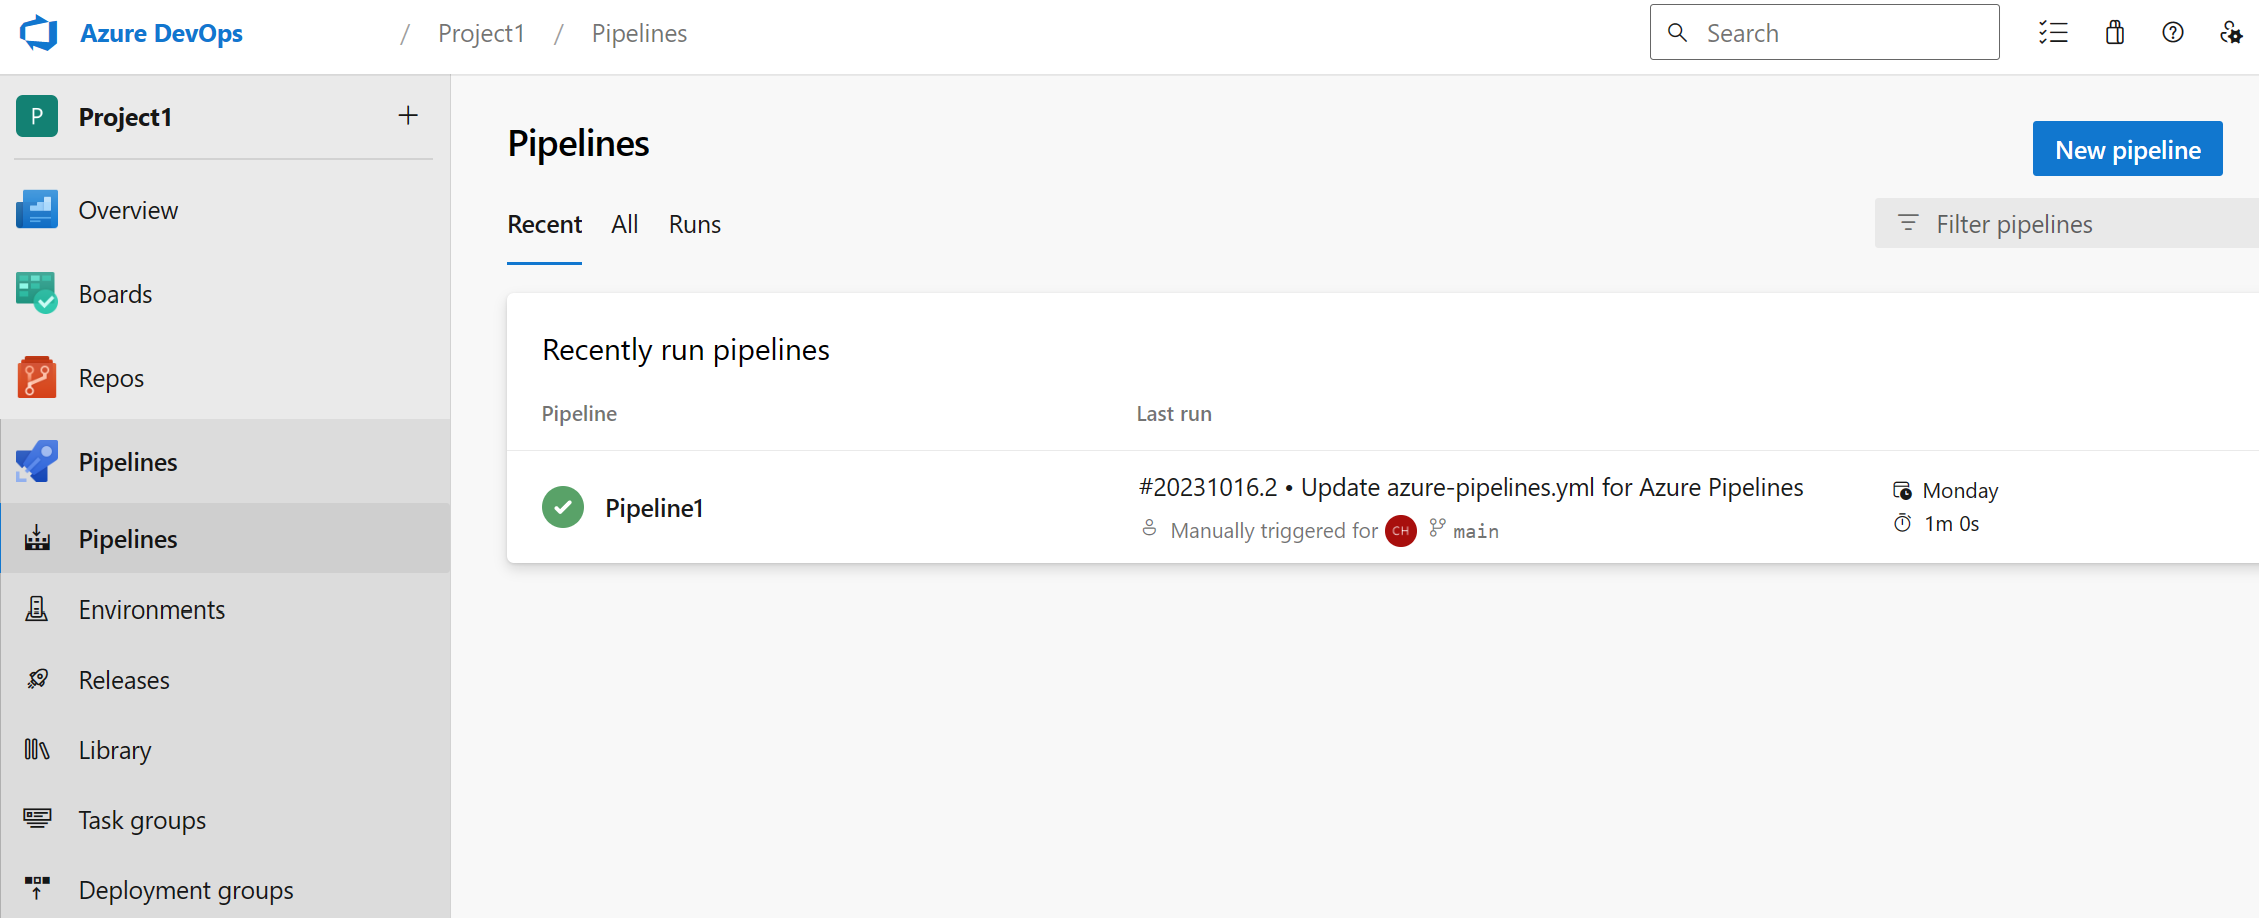 Azure DevOps / Project1 / Pipelines Search
P Project1
Overview
Boards
Repos
Pipelines
Pipelines
Environments
Releases
Library
Task groups
Deployment groups
Pipelines
New pipeline
Recent All Runs
Filter pipelines
Recently run pipelines
Pipeline Last run
Pipeline1
#20231016.2 • Update azure-pipelines.yml for Azure Pipelines
Manually triggered for CH main
Monday
1m 0s